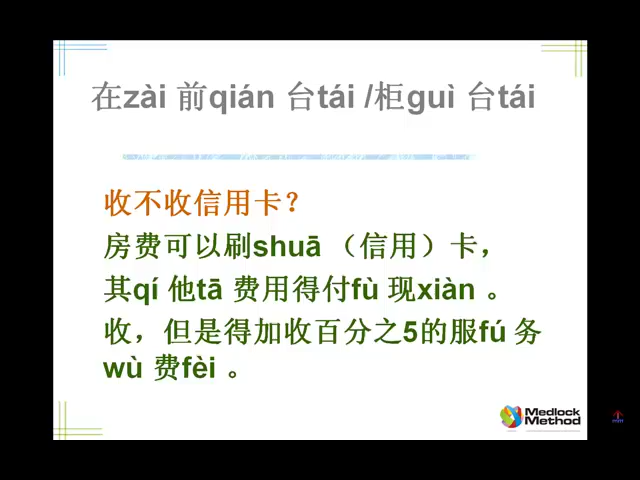 在zài 前qián 台tái /柜guì 台tái
收不收信用卡?
房费可以刷shuā （信用）卡，
其qí 他tā 费用得付fù 现xiàn 。
收，但是得加收百分之5的服fú 务
wù 费fèi 。
Medlock
Method